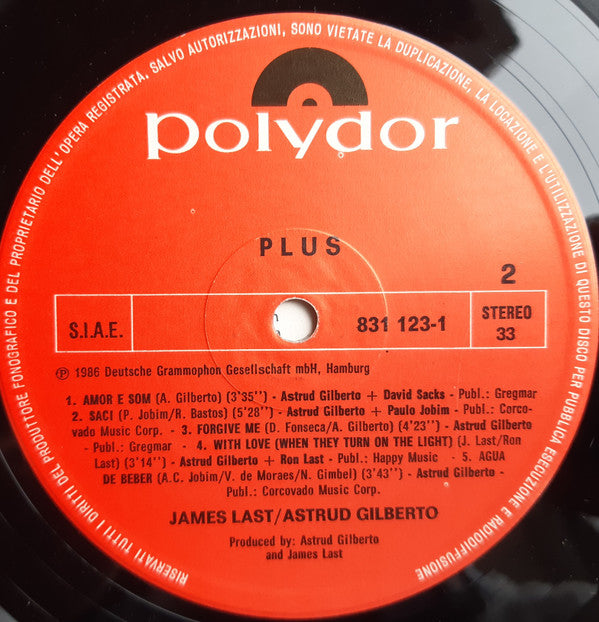 RISERVATI TUTTI I DIRITTI DEL PRODUTTORE FONOGRAFICO E DEL PROPRIETARIO DELL'OPERA REGISTRATA. SALVO AUTORIZZAZIONI, SONO VIETATE LA DUPLICAZIONE, LA LOCAZIONE E L'UTILIZZAZIONE DI QUESTO DISCO PER PUBBLICA ESECUZIONE E RADIODIFFUSIONE
polydor
PLUS
2
S.I.A.E.
831 123-1
STEREO
33
℗ 1986 Deutsche Grammophon Gesellschaft mbH, Hamburg
1. AMOR E SOM (A. Gilberto) (3'35'') - Astrud Gilberto + David Sacks - Publ.: Gregmar
2. SACI (P. Jobim/R. Bastos) (5'28'') - Astrud Gilberto + Paulo Jobim - Publ.: Corco-
vado Music Corp. - 3. FORGIVE ME (D. Fonseca/A. Gilberto) (4'23'') - Astrud Gilberto
- Publ.: Gregmar - 4. WITH LOVE (WHEN THEY TURN ON THE LIGHT) (J. Last/Ron
Last) (3'14'') - Astrud Gilberto + Ron Last - Publ.: Happy Music - 5. AGUA
DE BEBER (A.C. Jobim/V. de Moraes/N. Gimbel) (3'43'') - Astrud Gilberto -
Publ.: Corcovado Music Corp.
JAMES LAST/ASTRUD GILBERTO
Produced by: Astrud Gilberto
and James Last